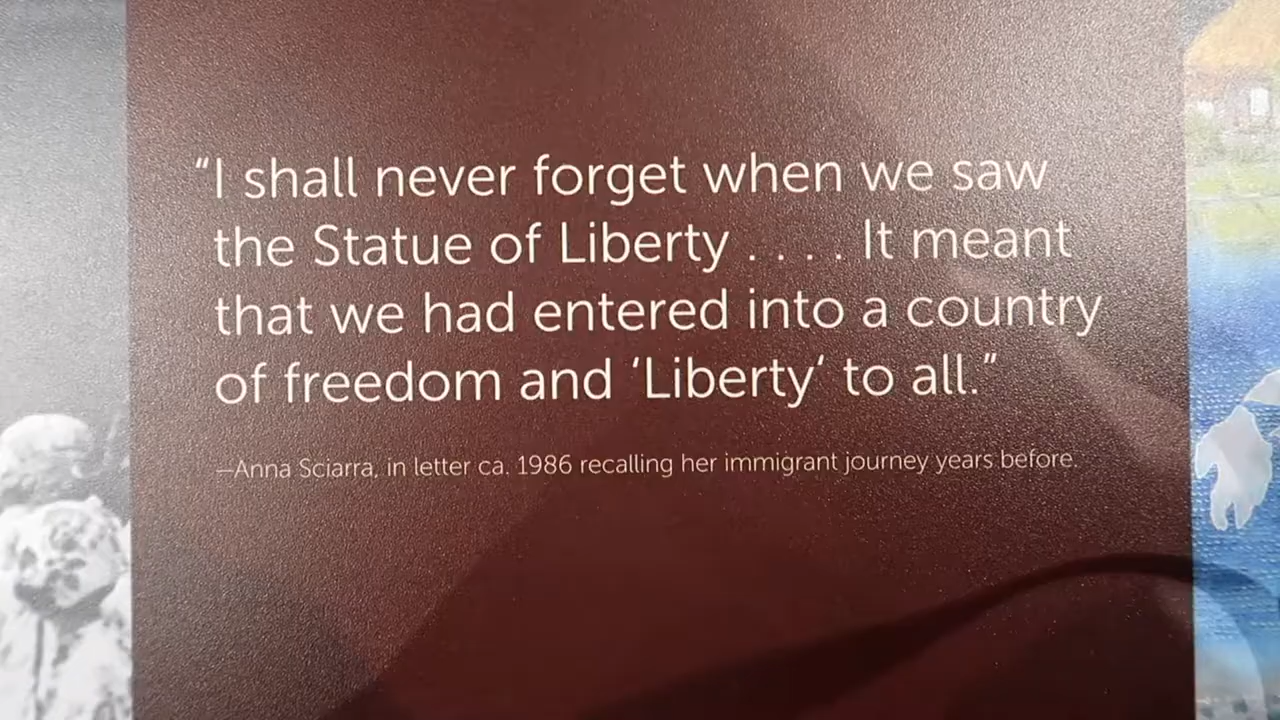 “I shall never forget when we saw
the Statue of Liberty . . . . It meant
that we had entered into a country
of freedom and ‘Liberty’ to all.”
—Anna Sciarra, in letter ca. 1986 recalling her immigrant journey years before.